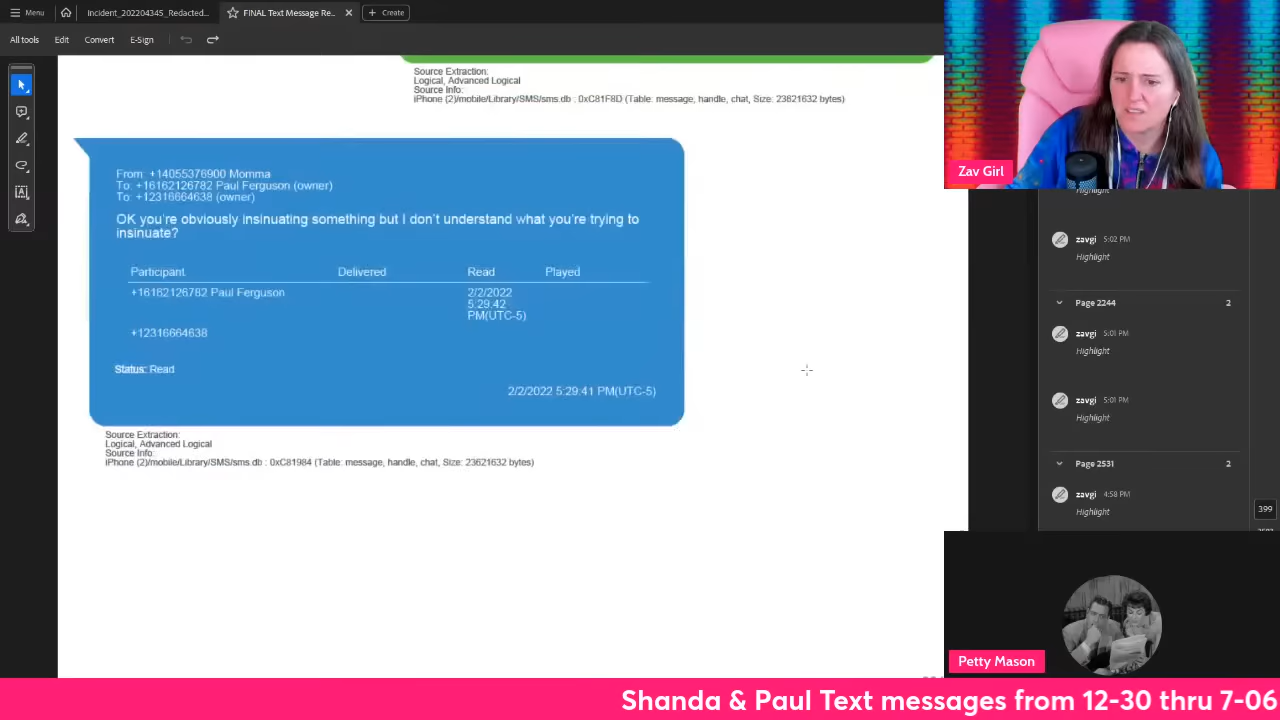 Menu
Incident_202204345_Redacted...
FINAL Text Message Re...
Create
All tools
Edit
Convert
E-Sign
Source Extraction:
Logical, Advanced Logical
Source Info:
iPhone (2)/mobile/Library/SMS/sms.db : 0xC81F8D (Table: message, handle, chat, Size: 23621632 bytes)
From: +14055376900 Momma
To: +16162126782 Paul Ferguson (owner)
To: +12316664638 (owner)
OK you're obviously insinuating something but I don't understand what you're trying to
insinuate?
Participant Delivered Read Played
+16162126782 Paul Ferguson 2/2/2022
5:29:42
PM(UTC-5)
+12316664638
Status: Read
2/2/2022 5:29:41 PM(UTC-5)
Source Extraction:
Logical, Advanced Logical
Source Info:
iPhone (2)/mobile/Library/SMS/sms.db : 0xC81984 (Table: message, handle, chat, Size: 23621632 bytes)
Zav Girl
Highlight
zavgi 5:02 PM
Highlight
Page 2244 2
zavgi 5:01 PM
Highlight
zavgi 5:01 PM
Highlight
Page 2531 2
zavgi 4:58 PM
Highlight
399
Petty Mason
Shanda & Paul Text messages from 12-30 thru 7-06